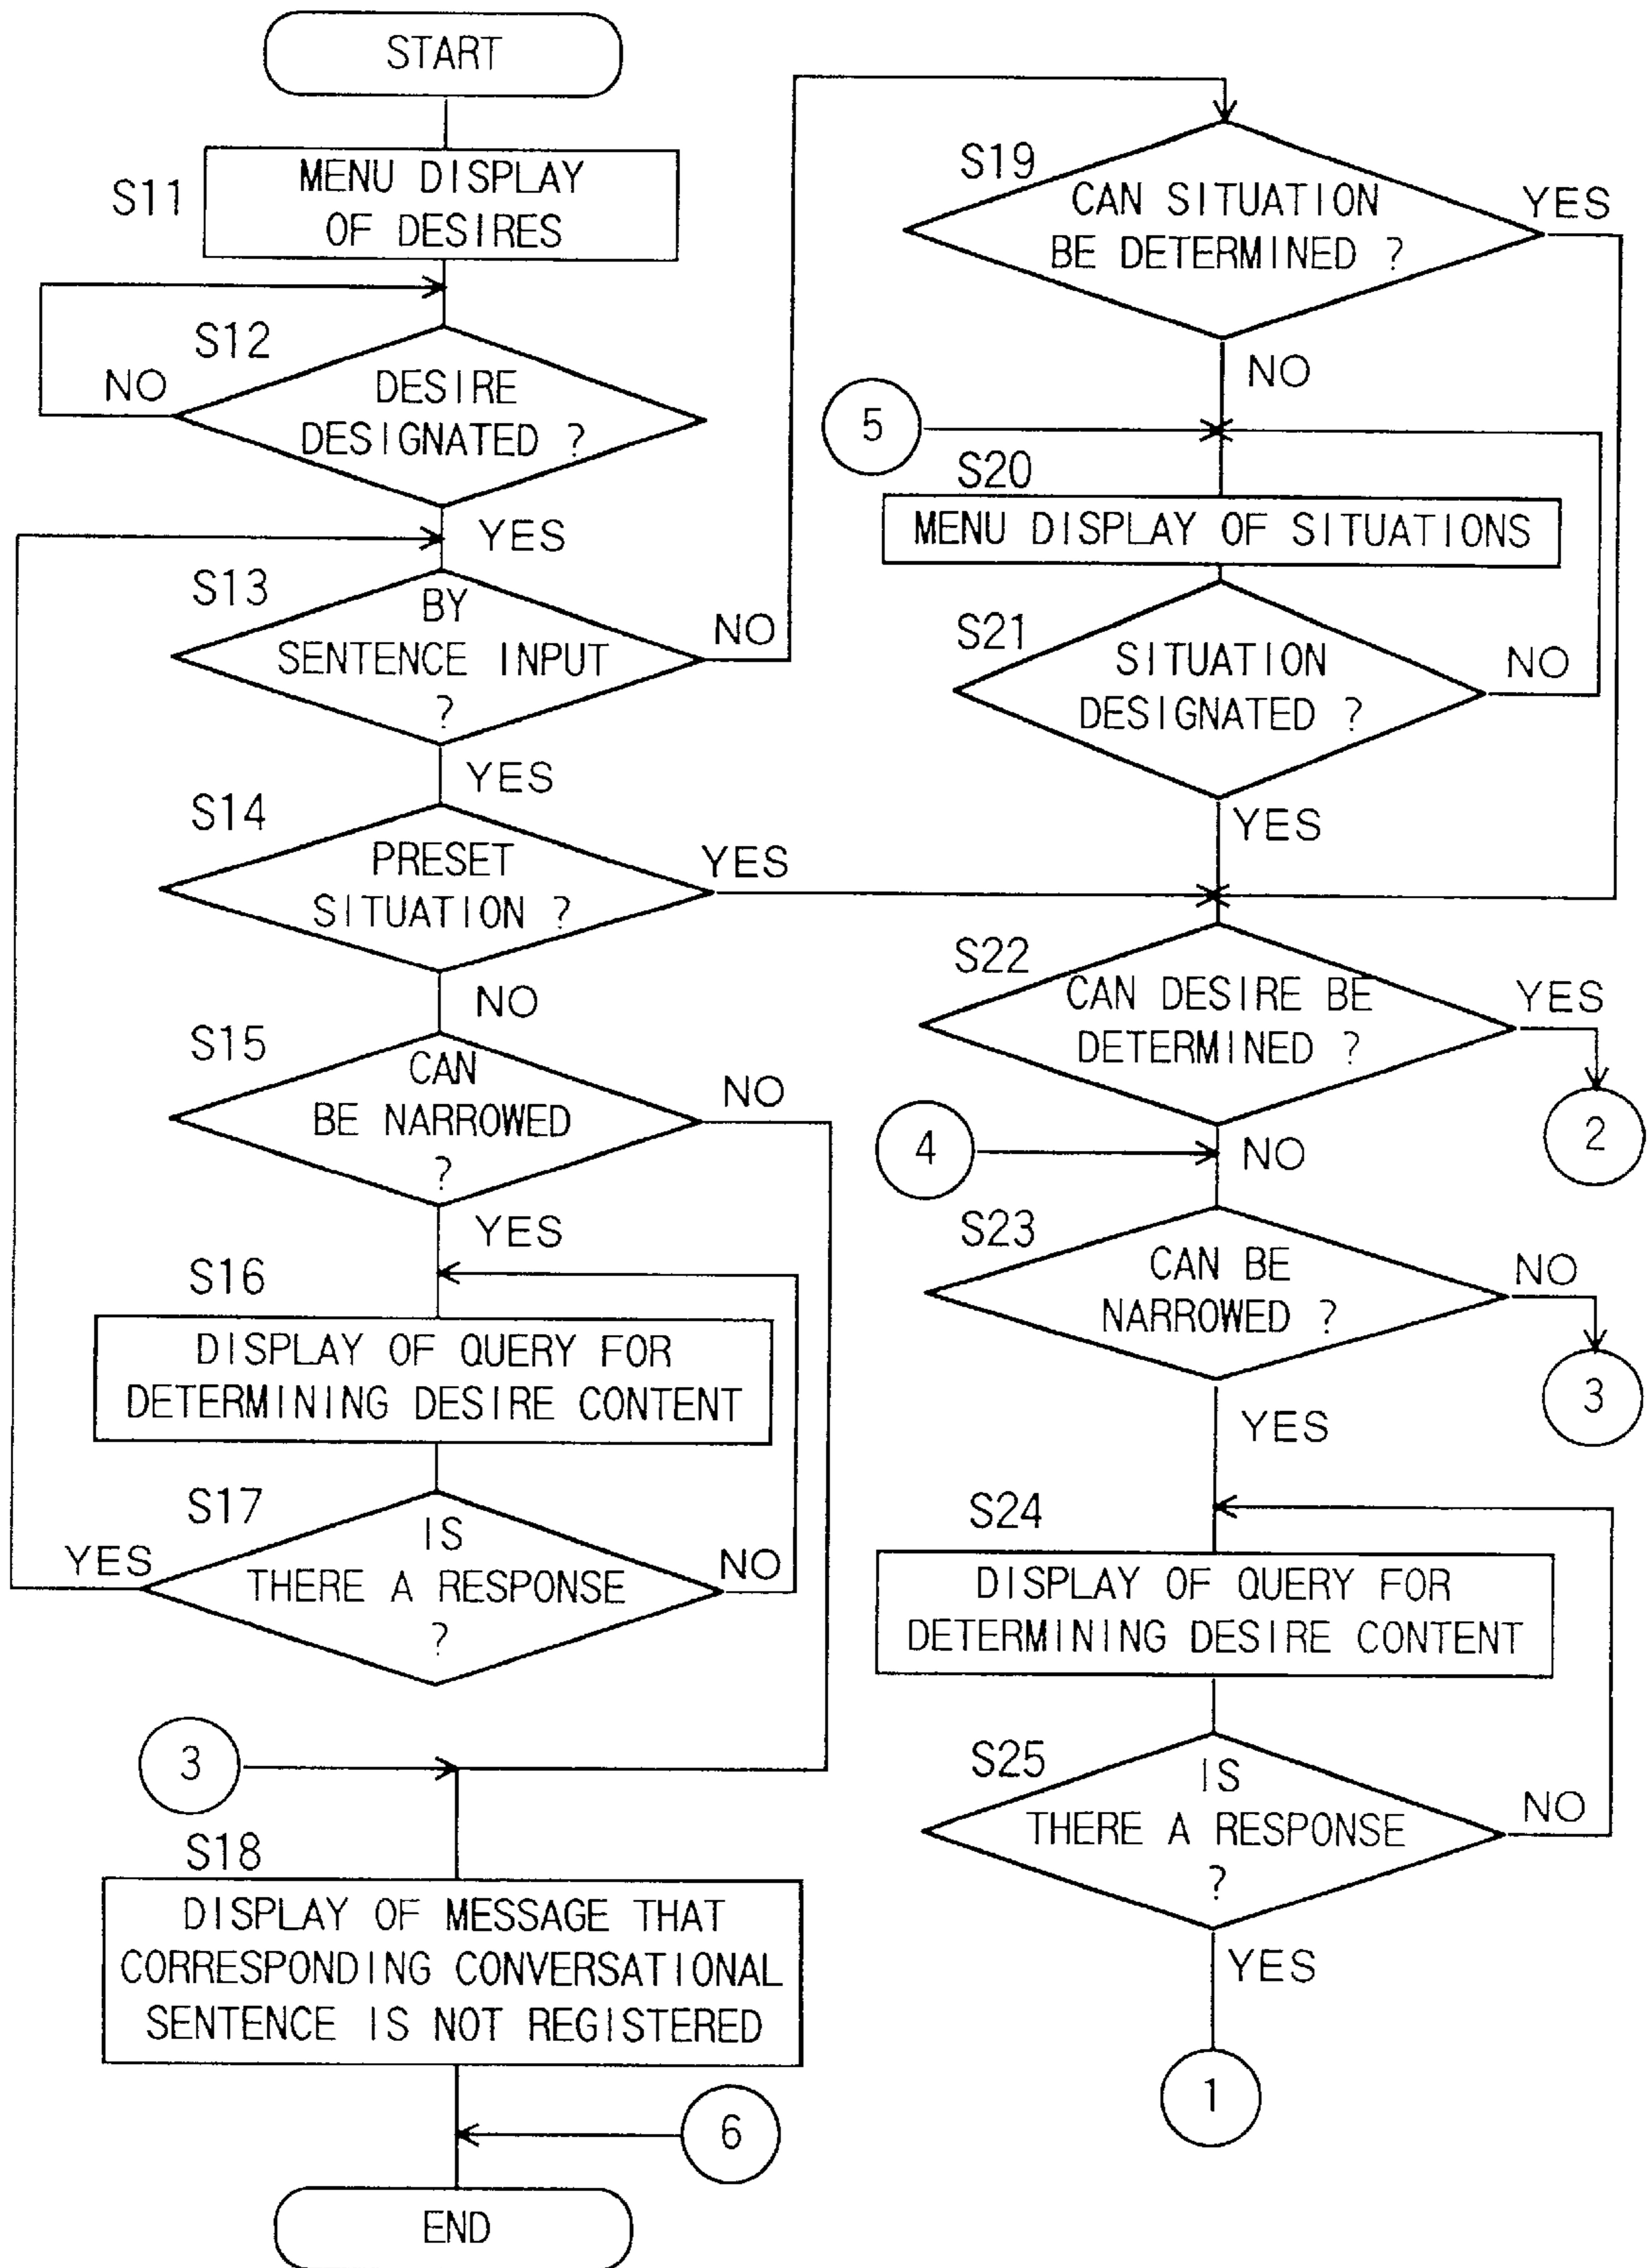 START
S11
MENU DISPLAY
OF DESIRES
S12
NO
DESIRE
DESIGNATED ?
YES
S13
BY
SENTENCE INPUT
?
NO
YES
S14
PRESET
SITUATION ?
YES
NO
S15
CAN
BE NARROWED
?
NO
YES
S16
DISPLAY OF QUERY FOR
DETERMINING DESIRE CONTENT
S17
YES
IS
THERE A RESPONSE
?
NO
3
S18
DISPLAY OF MESSAGE THAT
CORRESPONDING CONVERSATIONAL
SENTENCE IS NOT REGISTERED
6
END
S19
CAN SITUATION
BE DETERMINED ?
YES
NO
5
S20
MENU DISPLAY OF SITUATIONS
S21
SITUATION
DESIGNATED ?
NO
YES
S22
CAN DESIRE BE
DETERMINED ?
YES
2
4
NO
S23
CAN BE
NARROWED ?
NO
3
YES
S24
DISPLAY OF QUERY FOR
DETERMINING DESIRE CONTENT
S25
IS
THERE A RESPONSE
?
NO
YES
1